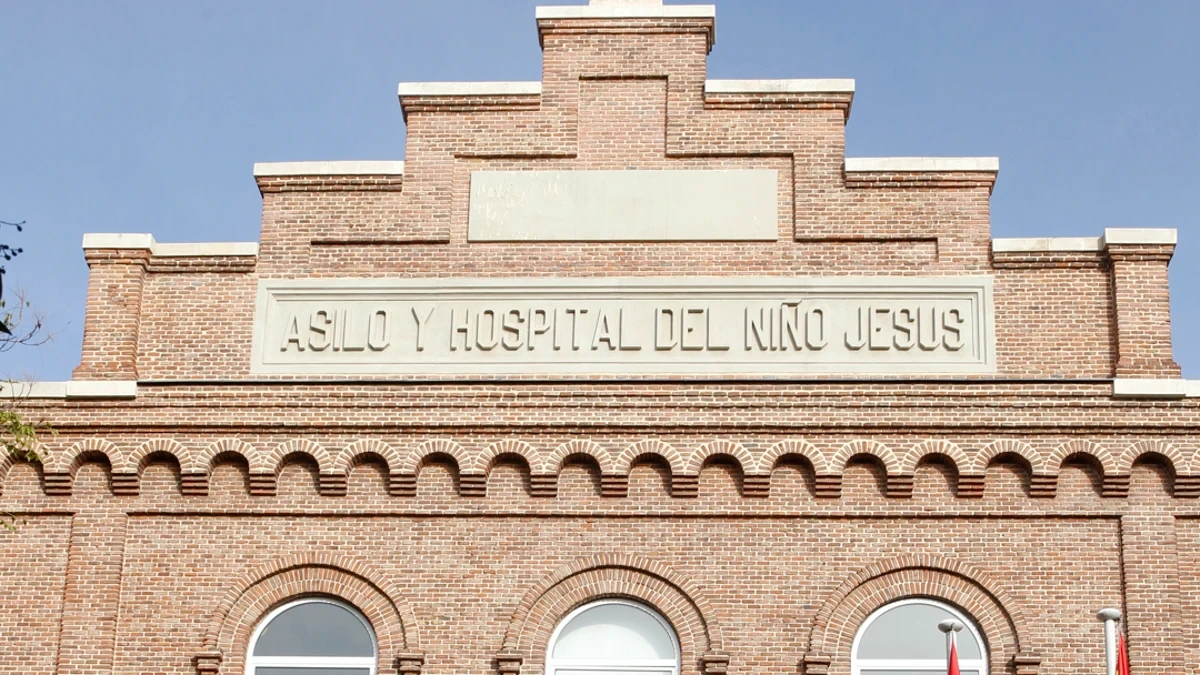 ASILO Y HOSPITAL DEL NIÑO JESUS